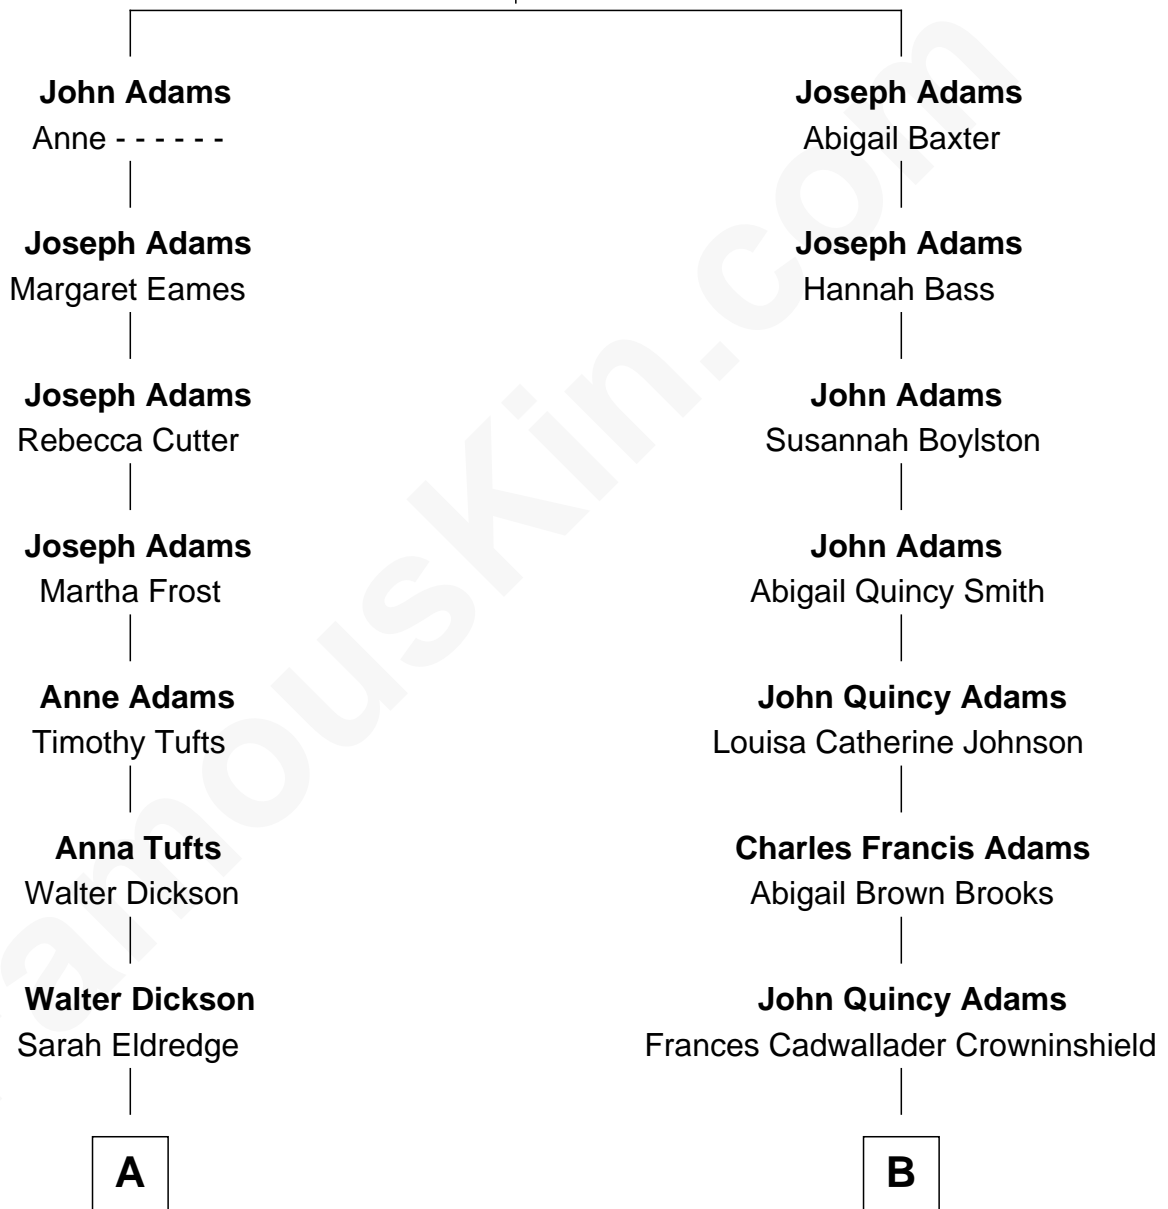 John Adams
Anne - - - - - -
Joseph Adams
Margaret Eames
Joseph Adams
Rebecca Cutter
Joseph Adams
Martha Frost
Anne Adams
Timothy Tufts
Anna Tufts
Walter Dickson
Walter Dickson
Sarah Eldredge
A
Joseph Adams
Abigail Baxter
Joseph Adams
Hannah Bass
John Adams
Susannah Boylston
John Adams
Abigail Quincy Smith
John Quincy Adams
Louisa Catherine Johnson
Charles Francis Adams
Abigail Brown Brooks
John Quincy Adams
Frances Cadwallader Crowninshield
B
famouskin.com